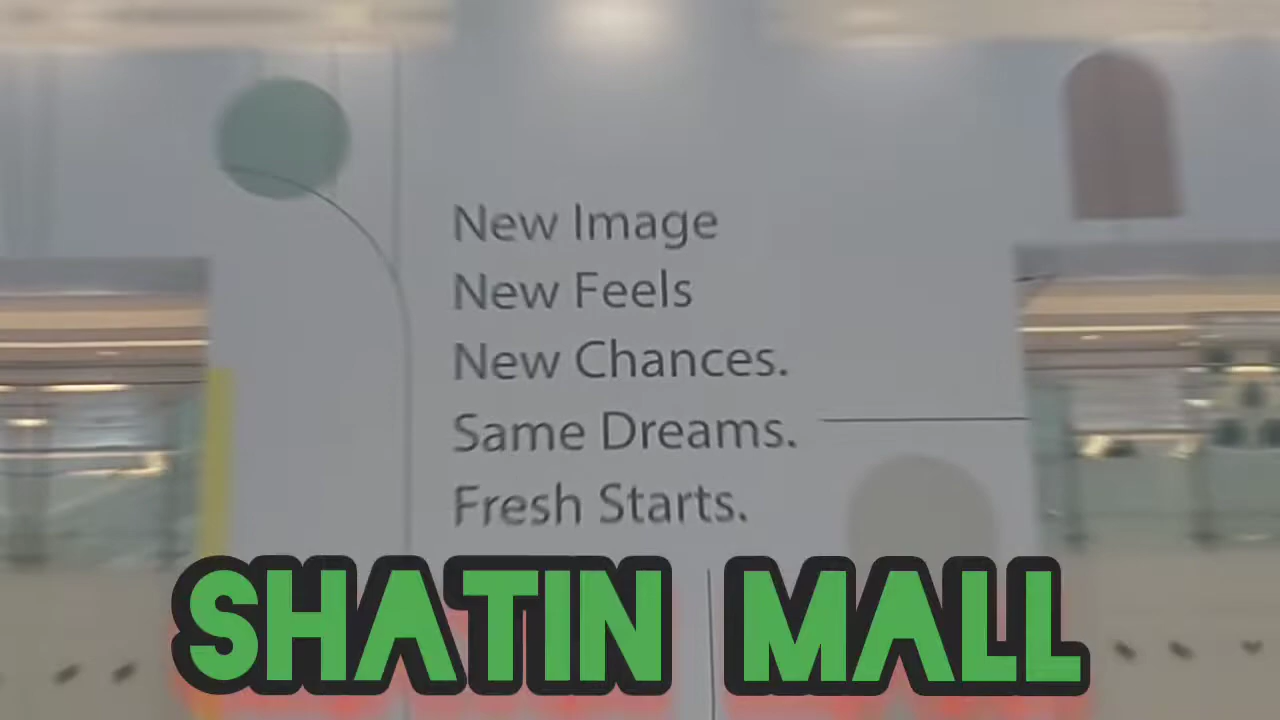 New Image
New Feels
New Chances.
Same Dreams.
Fresh Starts.
SHATIN MALL